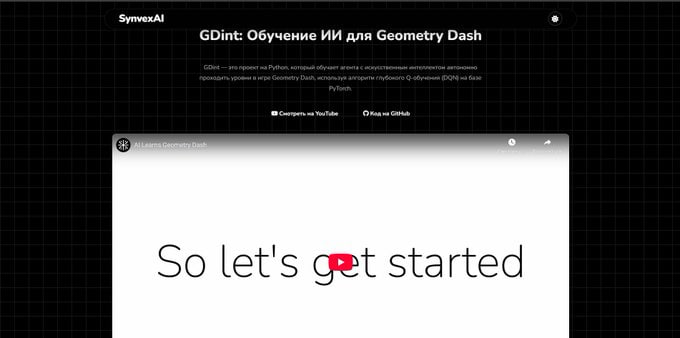 SynvexAI
GDint: Обучение ИИ для Geometry Dash
GDint — это проект на Python, который обучает агента с искусственным интеллектом автономно
проходить уровни в игре Geometry Dash, используя алгоритм глубокого Q-обучения (DQN) на базе
PyTorch.
Смотреть на YouTube Код на GitHub
AI Learns Geometry Dash
So let's get started